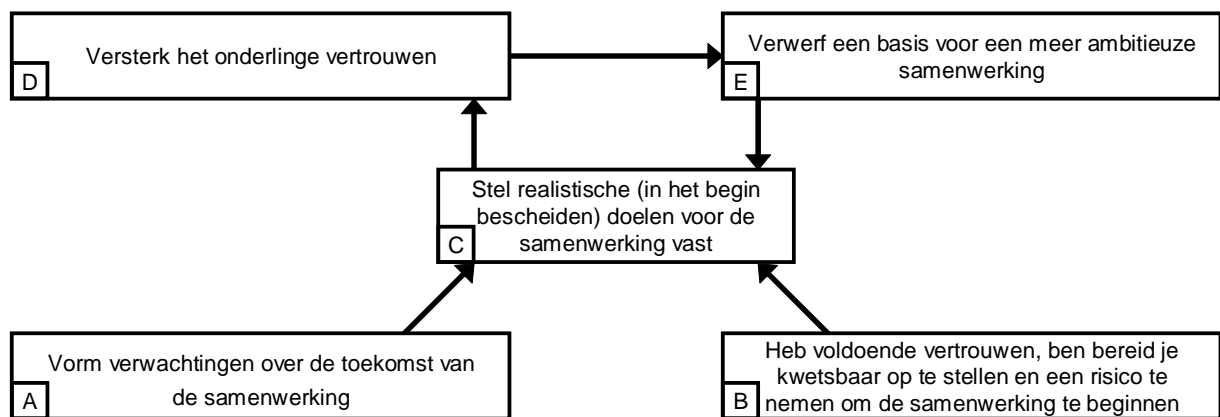 Versterk het onderlinge vertrouwen
D
Verwerf een basis voor een meer ambitieuze
samenwerking
E
Stel realistische (in het begin
bescheiden) doelen voor de
samenwerking vast
C
Vorm verwachtingen over de toekomst van
de samenwerking
A
Heb voldoende vertrouwen, ben bereid je
kwetsbaar op te stellen en een risico te
nemen om de samenwerking te beginnen
B